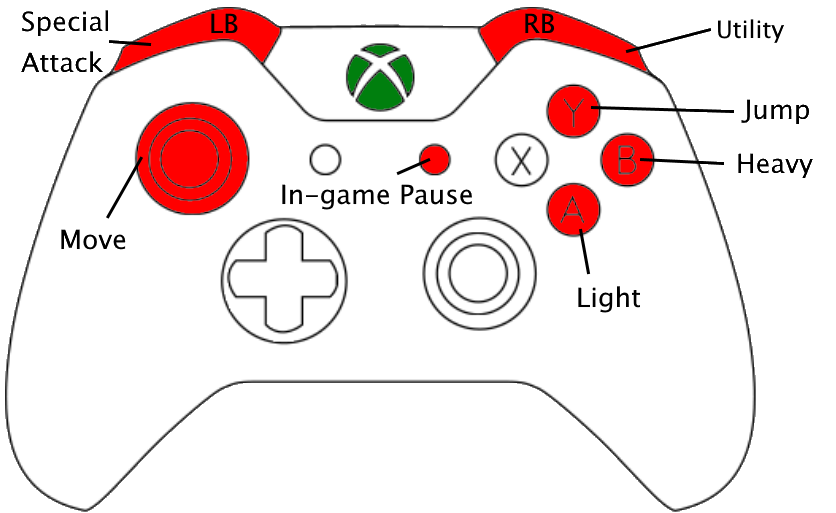 Special
Attack
LB
RB
Utility
Y
Jump
X
B
Heavy
A
Light
In-game Pause
Move